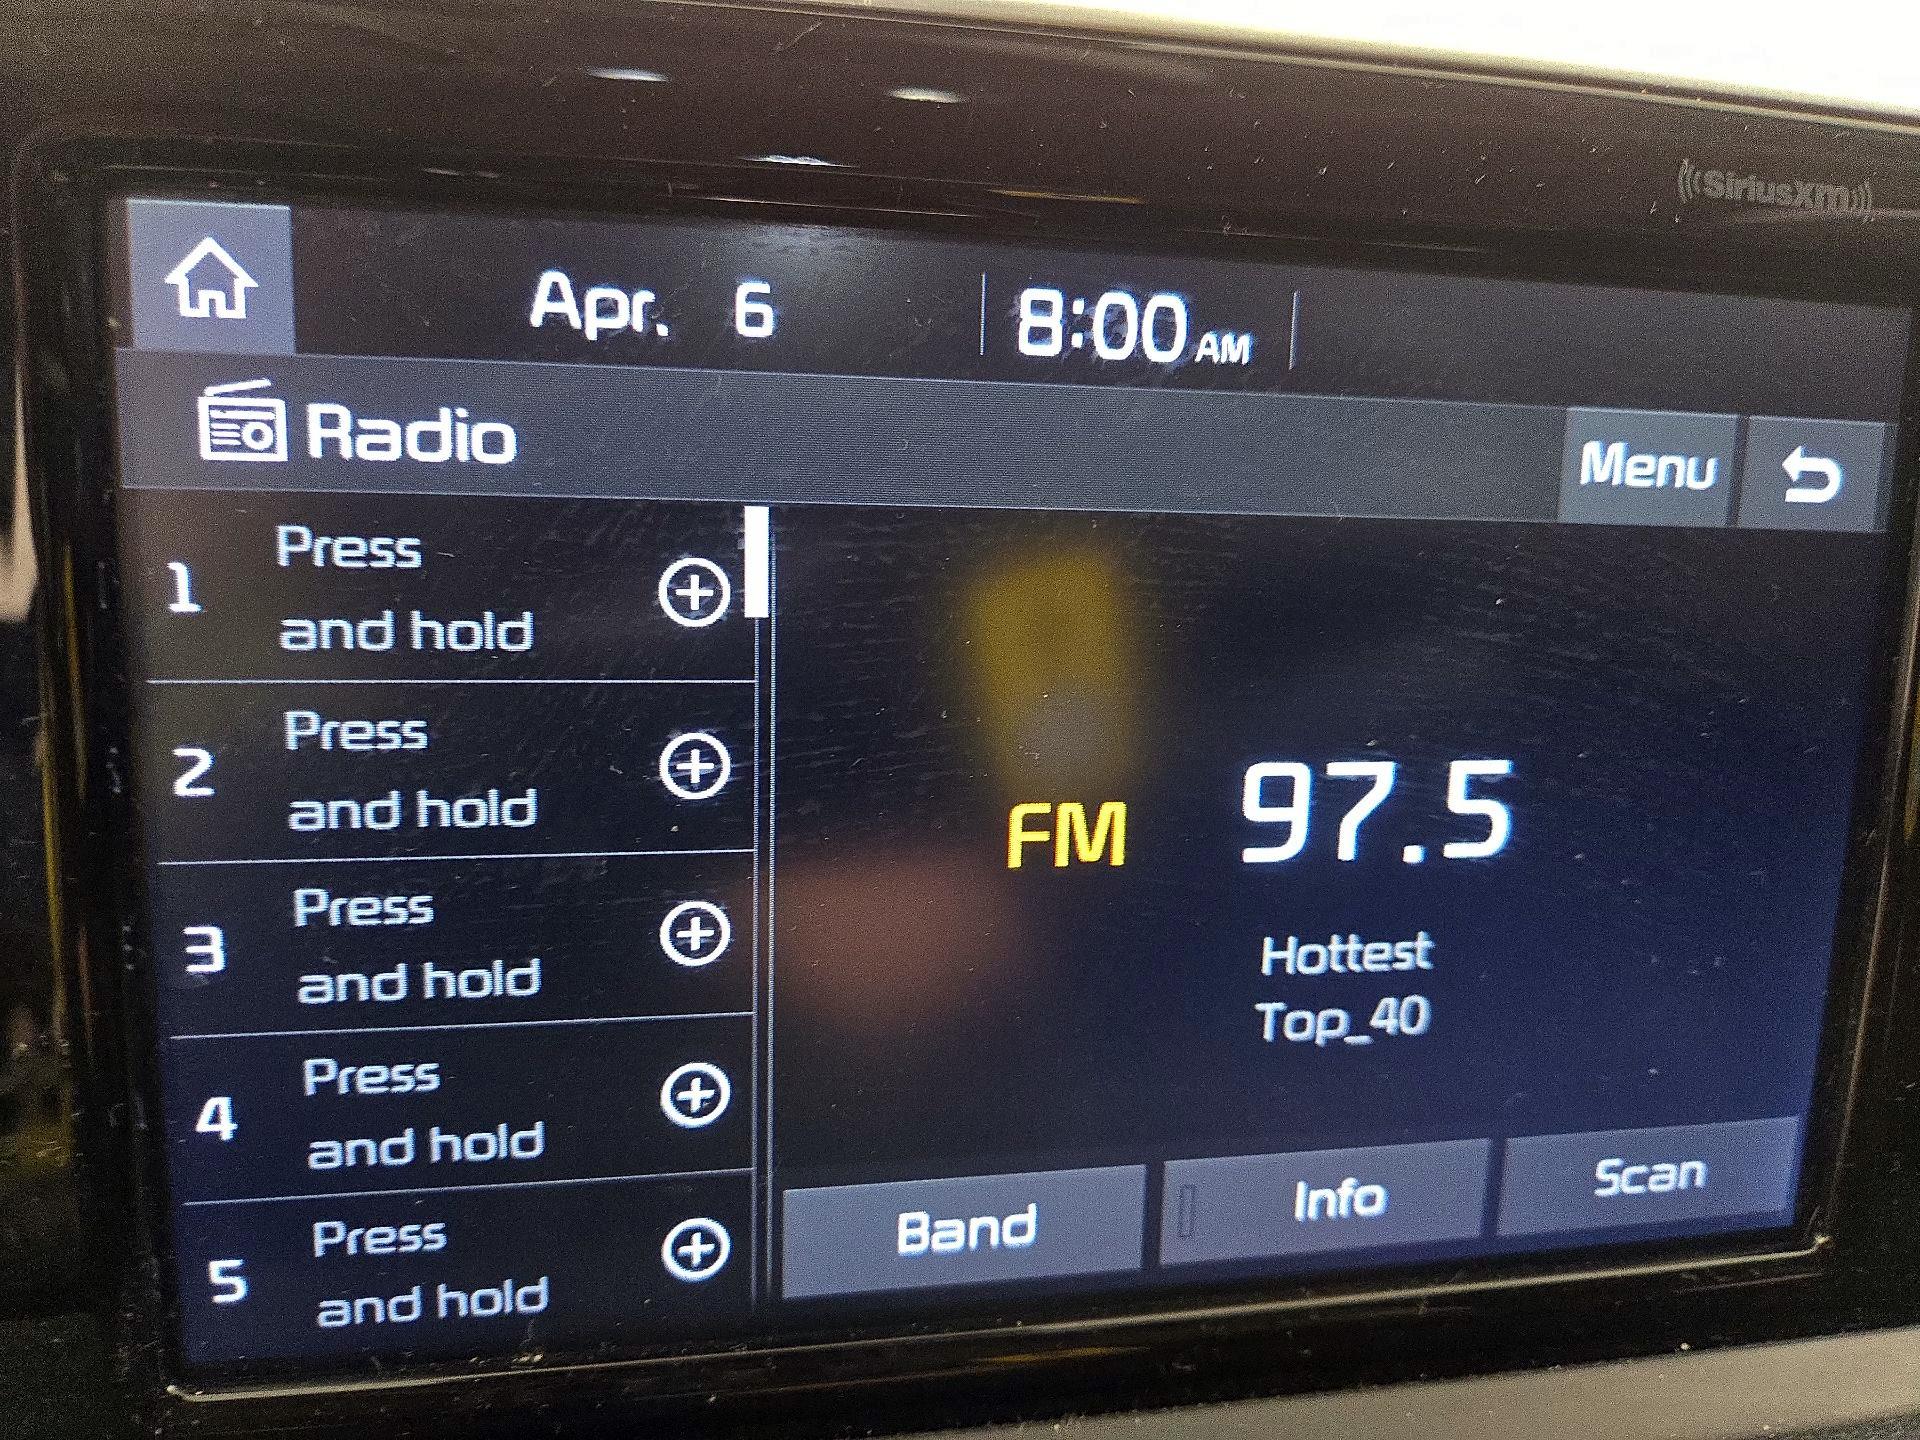 SiriusXM
Apr. 6
8:00 AM
Radio
Menu
1 Press
and hold
2 Press
and hold
3 Press
and hold
4 Press
and hold
5 Press
and hold
FM 97.5
Hottest
Top_40
Band
Info
Scan